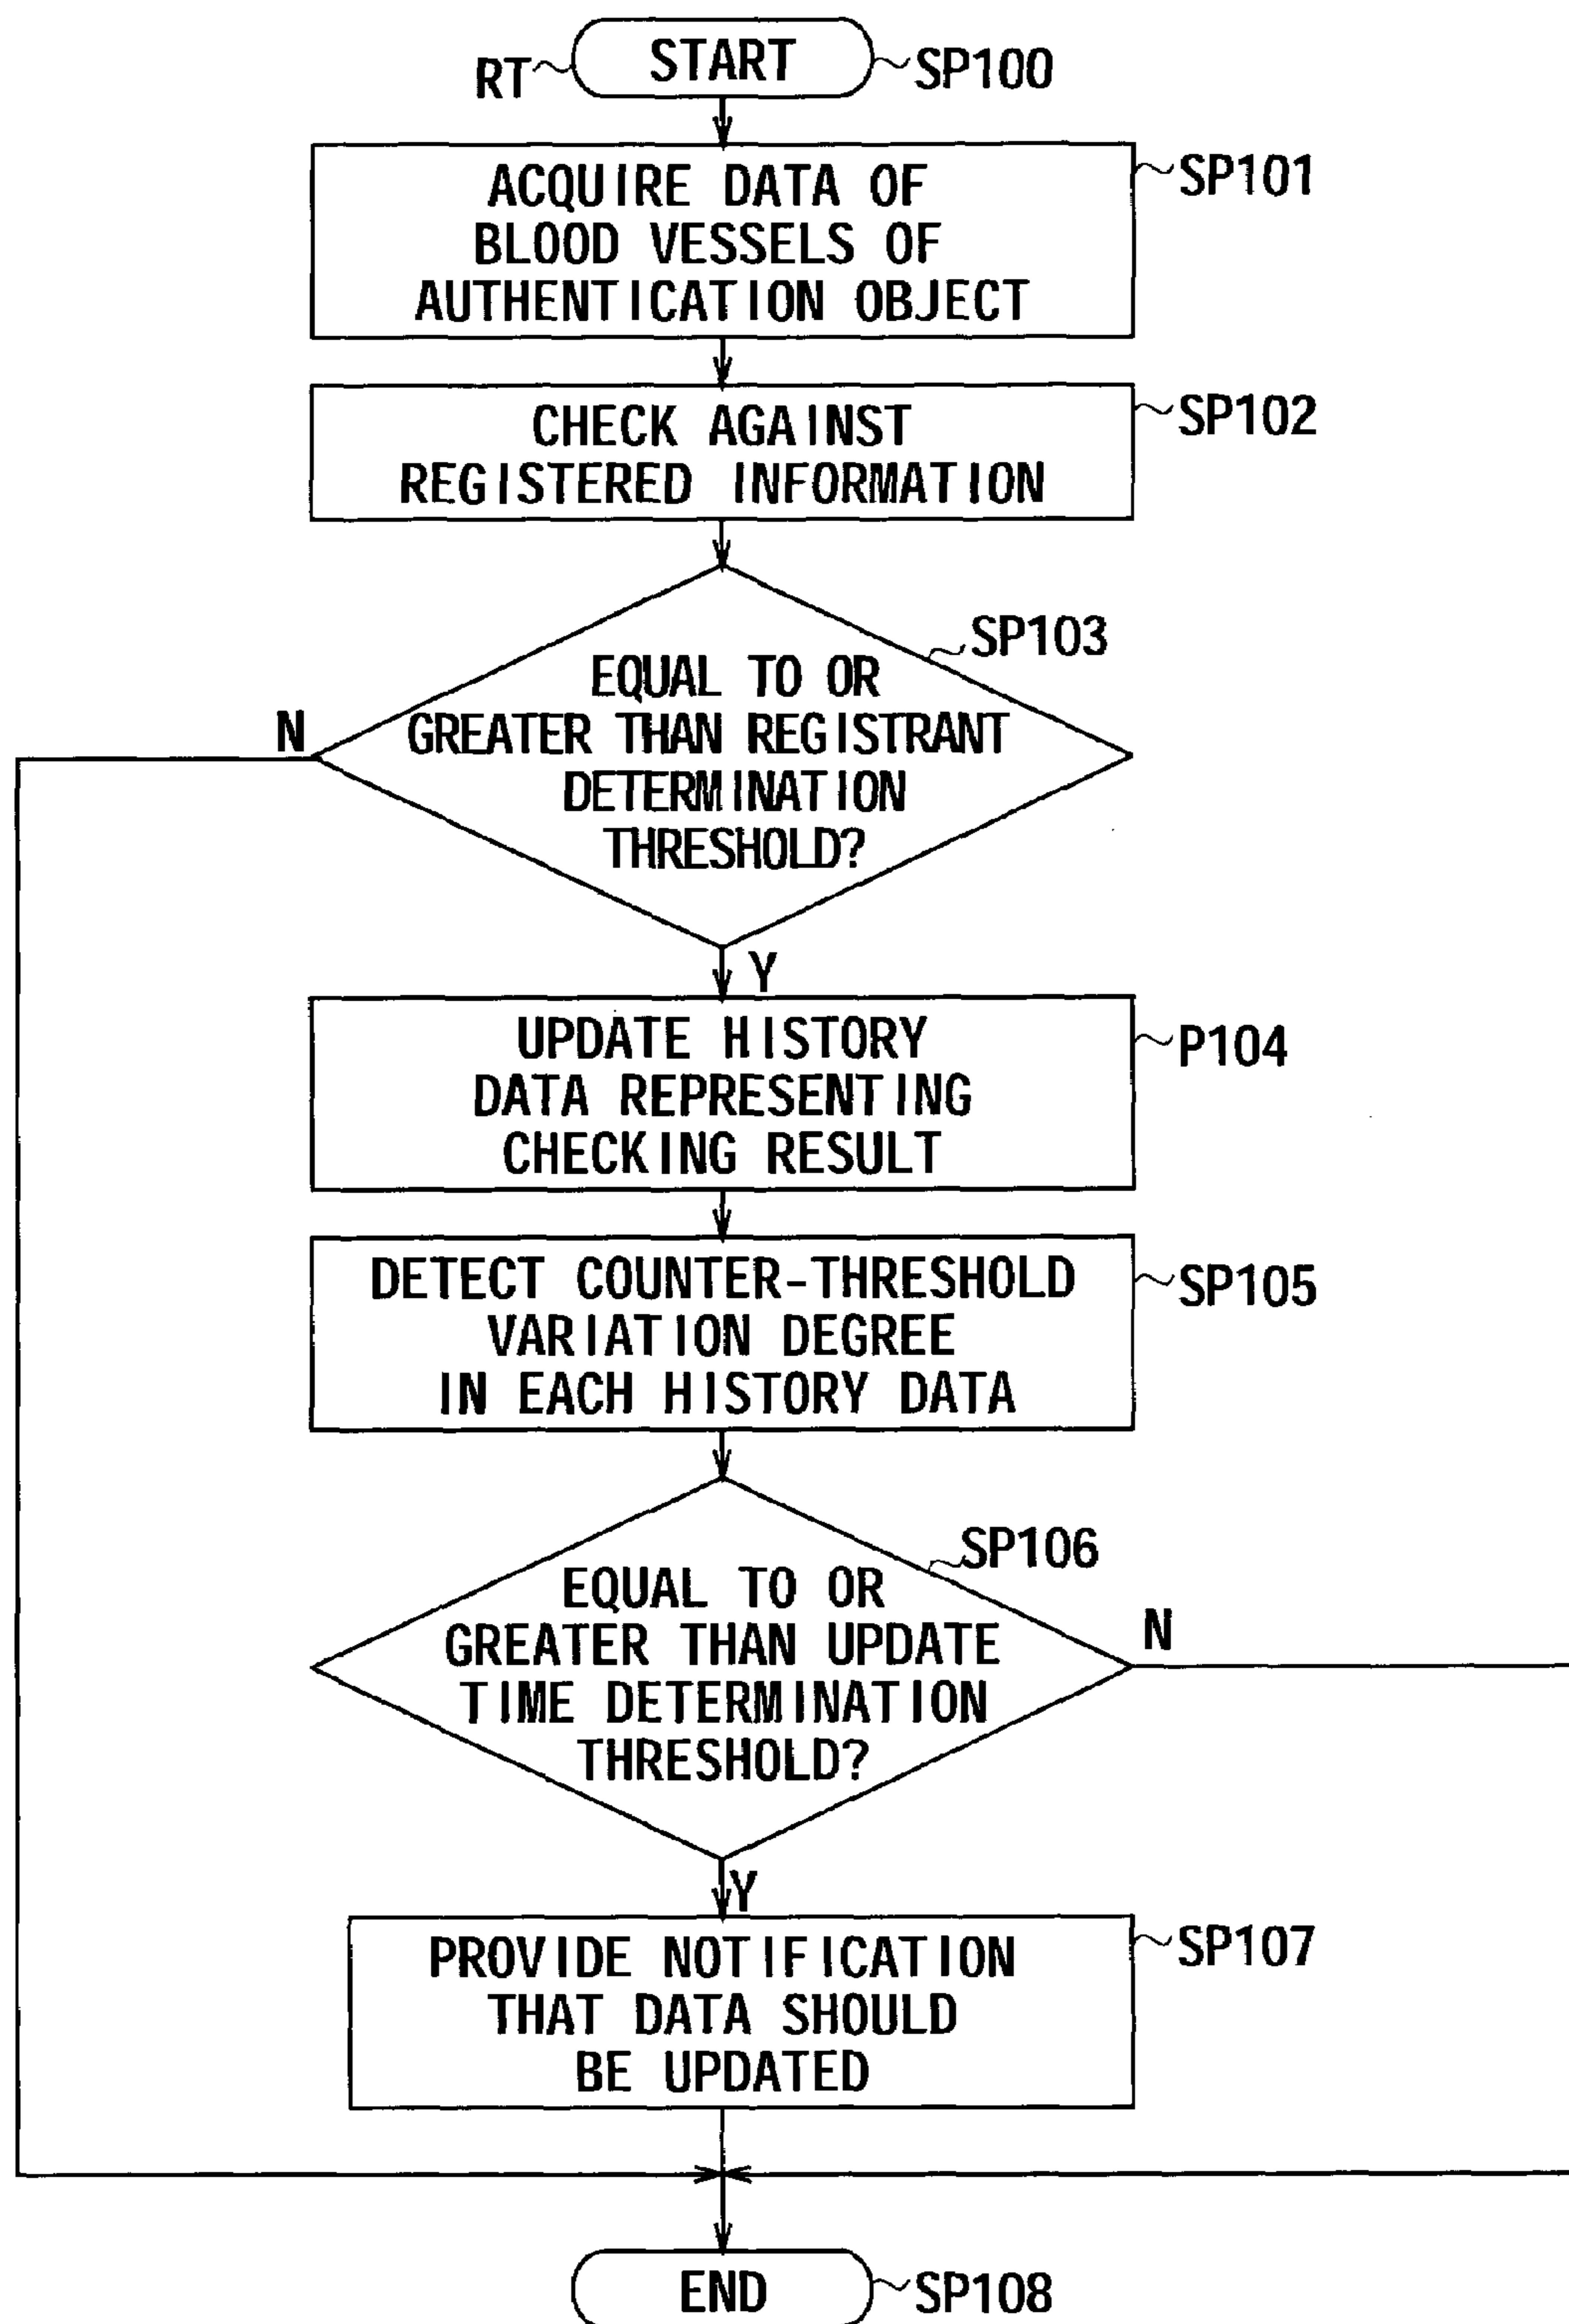 START
RT
SP100
ACQUIRE DATA OF
BLOOD VESSELS OF
AUTHENTICATION OBJECT
SP101
CHECK AGAINST
REGISTERED INFORMATION
SP102
SP103
EQUAL TO OR
GREATER THAN REGISTRANT
DETERMINATION
THRESHOLD?
N
Y
UPDATE HISTORY
DATA REPRESENTING
CHECKING RESULT
P104
DETECT COUNTER-THRESHOLD
VARIATION DEGREE
IN EACH HISTORY DATA
SP105
SP106
EQUAL TO OR
GREATER THAN UPDATE
TIME DETERMINATION
THRESHOLD?
N
Y
PROVIDE NOTIFICATION
THAT DATA SHOULD
BE UPDATED
SP107
END
SP108